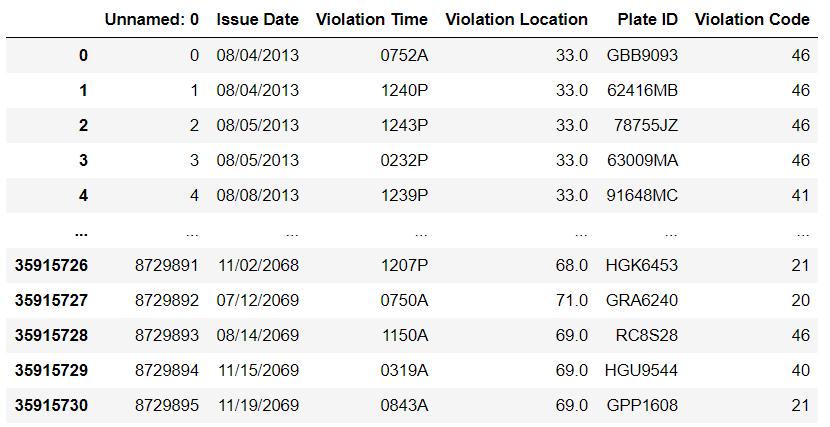 Unnamed: 0 Issue Date Violation Time Violation Location Plate ID Violation Code
0 0 08/04/2013 0752A 33.0 GBB9093 46
1 1 08/04/2013 1240P 33.0 62416MB 46
2 2 08/05/2013 1243P 33.0 78755JZ 46
3 3 08/05/2013 0232P 33.0 63009MA 46
4 4 08/08/2013 1239P 33.0 91648MC 41
... ... ... ... ... ... ...
35915726 8729891 11/02/2068 1207P 68.0 HGK6453 21
35915727 8729892 07/12/2069 0750A 71.0 GRA6240 20
35915728 8729893 08/14/2069 1150A 69.0 RC8S28 46
35915729 8729894 11/15/2069 0319A 69.0 HGU9544 40
35915730 8729895 11/19/2069 0843A 69.0 GPP1608 21